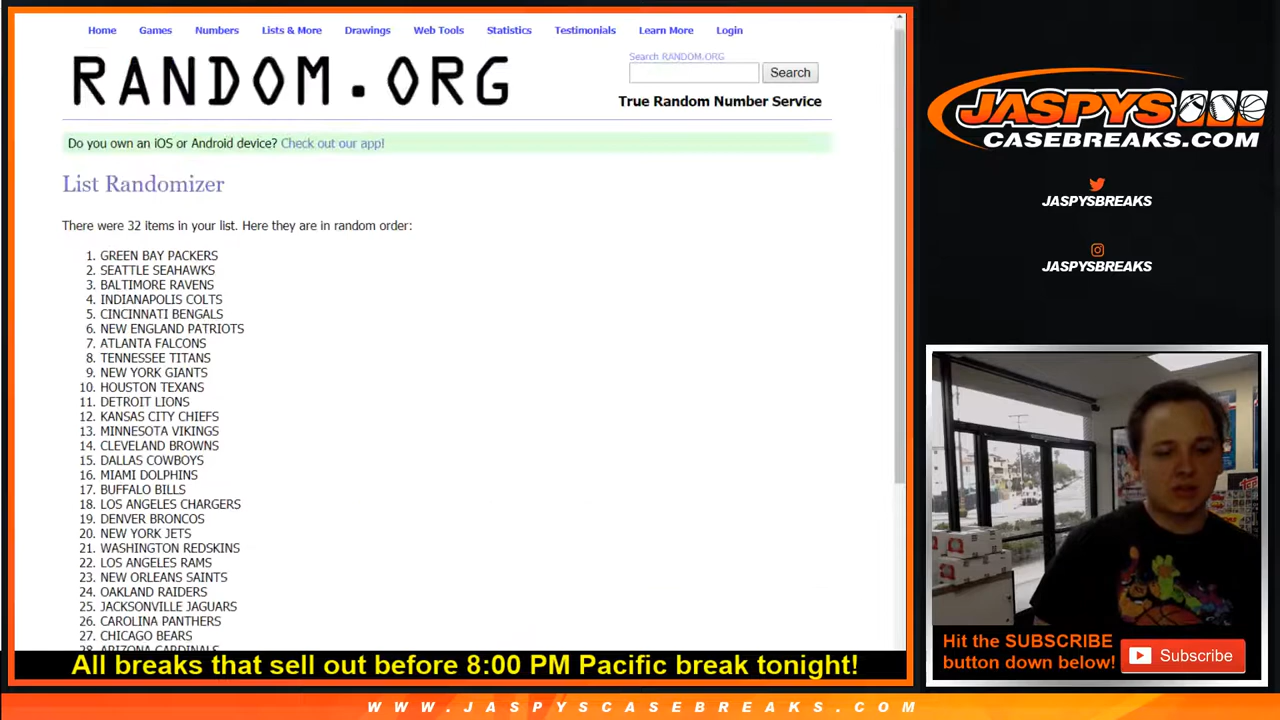 Home Games Numbers Lists & More Drawings Web Tools Statistics Testimonials Learn More Login
RANDOM.ORG
Search RANDOM.ORG
Search
True Random Number Service
Do you own an iOS or Android device? Check out our app!
List Randomizer
There were 32 items in your list. Here they are in random order:
1. GREEN BAY PACKERS
2. SEATTLE SEAHAWKS
3. BALTIMORE RAVENS
4. INDIANAPOLIS COLTS
5. CINCINNATI BENGALS
6. NEW ENGLAND PATRIOTS
7. ATLANTA FALCONS
8. TENNESSEE TITANS
9. NEW YORK GIANTS
10. HOUSTON TEXANS
11. DETROIT LIONS
12. KANSAS CITY CHIEFS
13. MINNESOTA VIKINGS
14. CLEVELAND BROWNS
15. DALLAS COWBOYS
16. MIAMI DOLPHINS
17. BUFFALO BILLS
18. LOS ANGELES CHARGERS
19. DENVER BRONCOS
20. NEW YORK JETS
21. WASHINGTON REDSKINS
22. LOS ANGELES RAMS
23. NEW ORLEANS SAINTS
24. OAKLAND RAIDERS
25. JACKSONVILLE JAGUARS
26. CAROLINA PANTHERS
27. CHICAGO BEARS
28. ARIZONA CARDINALS
All breaks that sell out before 8:00 PM Pacific break tonight!
JASPYS
CASEBREAKS.COM
JASPYSBREAKS
JASPYSBREAKS
Hit the SUBSCRIBE
button down below!
Subscribe
WWW.JASPYSCASEBREAKS.COM